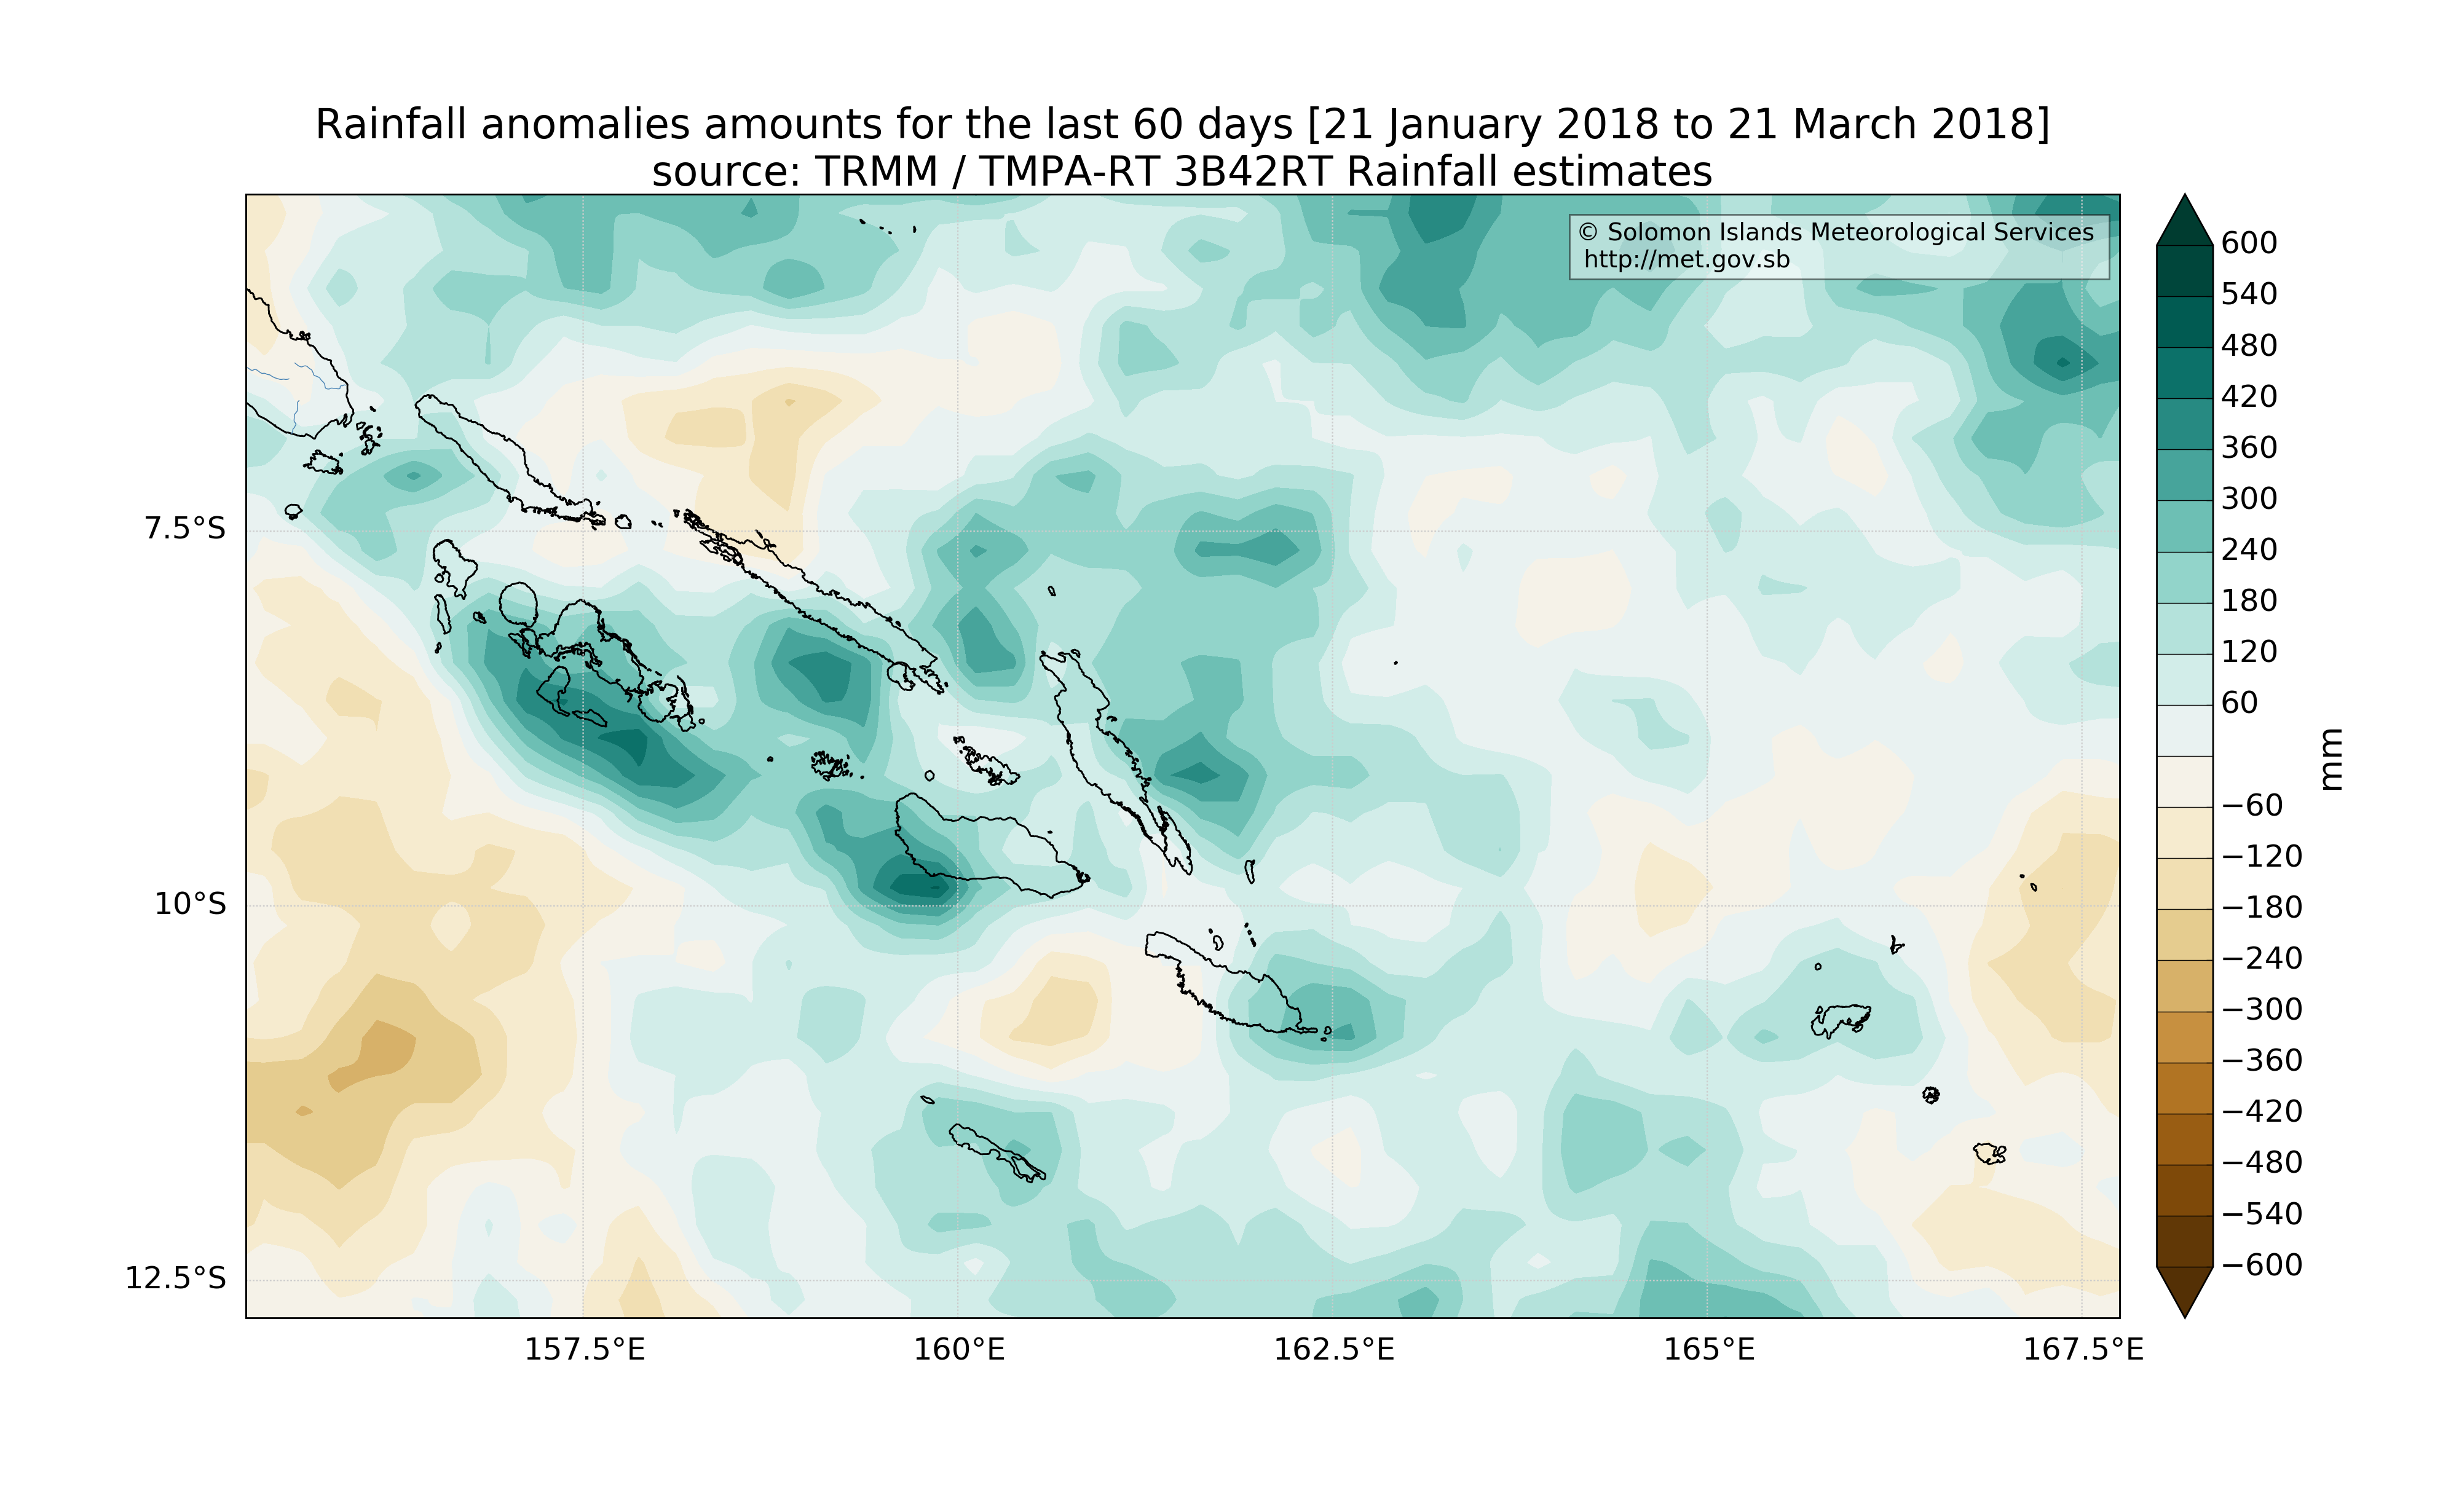 Rainfall anomalies amounts for the last 60 days [21 January 2018 to 21 March 2018]
source: TRMM / TMPA-RT 3B42RT Rainfall estimates
© Solomon Islands Meteorological Services
http://met.gov.sb
7.5°S
10°S
12.5°S
157.5°E
160°E
162.5°E
165°E
167.5°E
600
540
480
420
360
300
240
180
120
60
−60
−120
−180
−240
−300
−360
−420
−480
−540
−600
mm